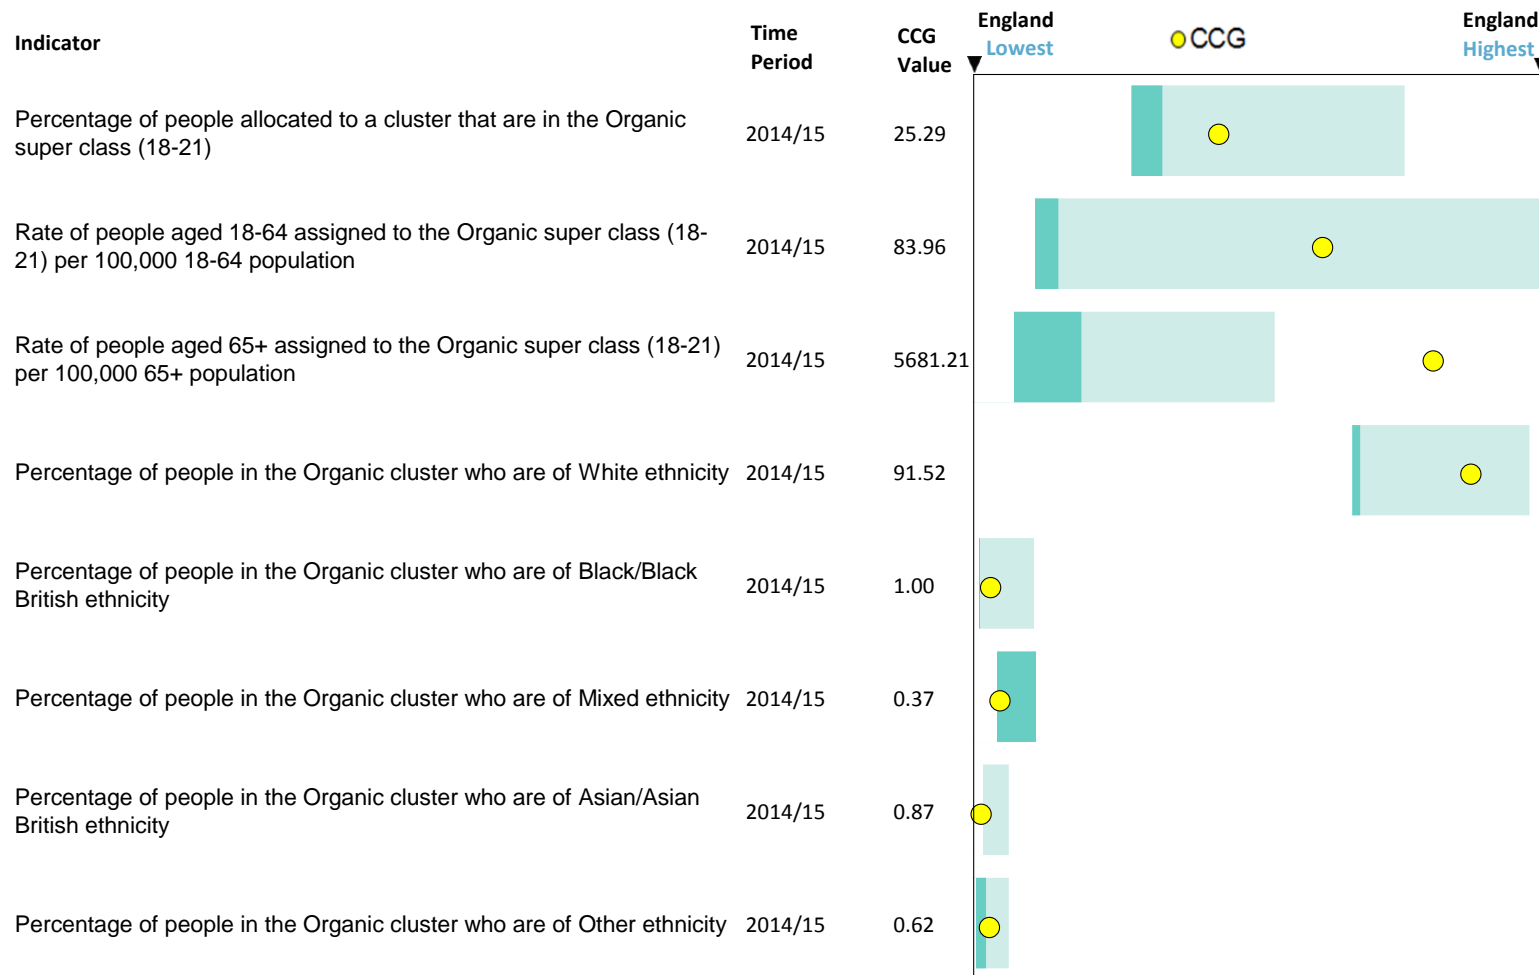 Indicator
Time
Period
CCG
Value
England
Lowest
CCG
England
Highest
Percentage of people allocated to a cluster that are in the Organic
super class (18-21)
2014/15
25.29
Rate of people aged 18-64 assigned to the Organic super class (18-
21) per 100,000 18-64 population
2014/15
83.96
Rate of people aged 65+ assigned to the Organic super class (18-21)
per 100,000 65+ population
2014/15
5681.21
Percentage of people in the Organic cluster who are of White ethnicity
2014/15
91.52
Percentage of people in the Organic cluster who are of Black/Black
British ethnicity
2014/15
1.00
Percentage of people in the Organic cluster who are of Mixed ethnicity
2014/15
0.37
Percentage of people in the Organic cluster who are of Asian/Asian
British ethnicity
2014/15
0.87
Percentage of people in the Organic cluster who are of Other ethnicity
2014/15
0.62